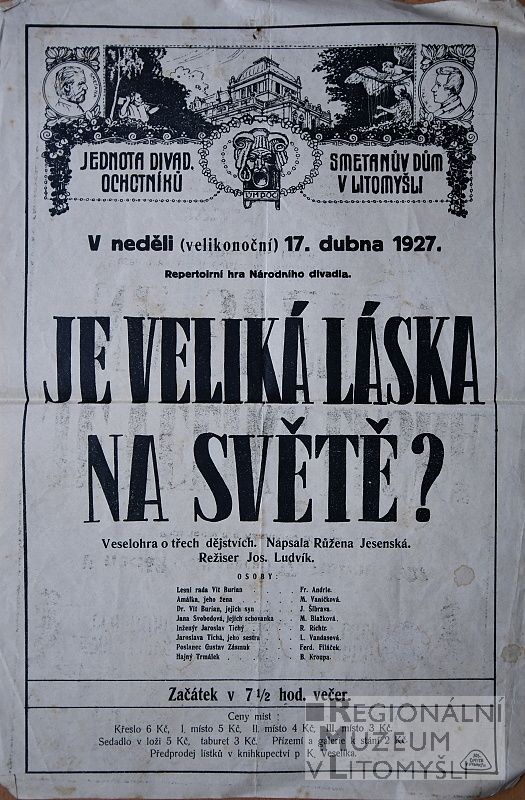 JEDNOTA DIVAD.
OCHOTNÍKŮ
SMETANŮV DŮM
V LITOMYŠLI
V neděli (velikonoční) 17. dubna 1927.
Repertoirní hra Národního divadla.
JE VELIKÁ LÁSKA
NA SVĚTĚ?
Veselohra o třech dějstvích. Napsala Růžena Jesenská.
Režiser Jos. Ludvík.
OSOBY:
Lesní rada Vít Burian . . . . . Fr. Andrle.
Amálka, jeho žena . . . . . M. Vaníčková.
Dr. Vít Burian, jejich syn . . . . . J. Šibrava.
Jana Svobodová, jejich schovanka . . . . . M. Blažková.
Inženýr Jaroslav Tichý . . . . . R. Richtr.
Jaroslava Tichá, jeho sestra . . . . . L. Vandasová.
Poslanec Gustav Zásmuk . . . . . Ferd. Filáček.
Hajný Trmálek . . . . . B. Kroupa.
Začátek v 7 1/2 hod. večer.
Ceny míst:
Křeslo 6 Kč, I. místo 5 Kč, II. místo 4 Kč, III. místo 3 Kč.
Sedadlo v loži 5 Kč, taburet 3 Kč. Přízemí a galerie k stání 2 Kč
Předprodej lístků v knihkupectví p K. Veselíka.
REGIONÁLNÍ
MUZEUM
V LITOMYŠLI